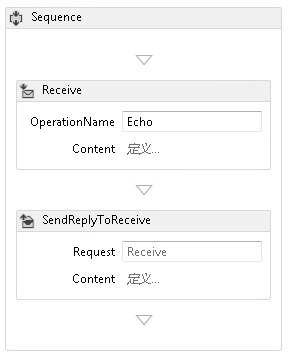 Sequence
Receive
OperationName Echo
Content 定义...
SendReplyToReceive
Request Receive
Content 定义...